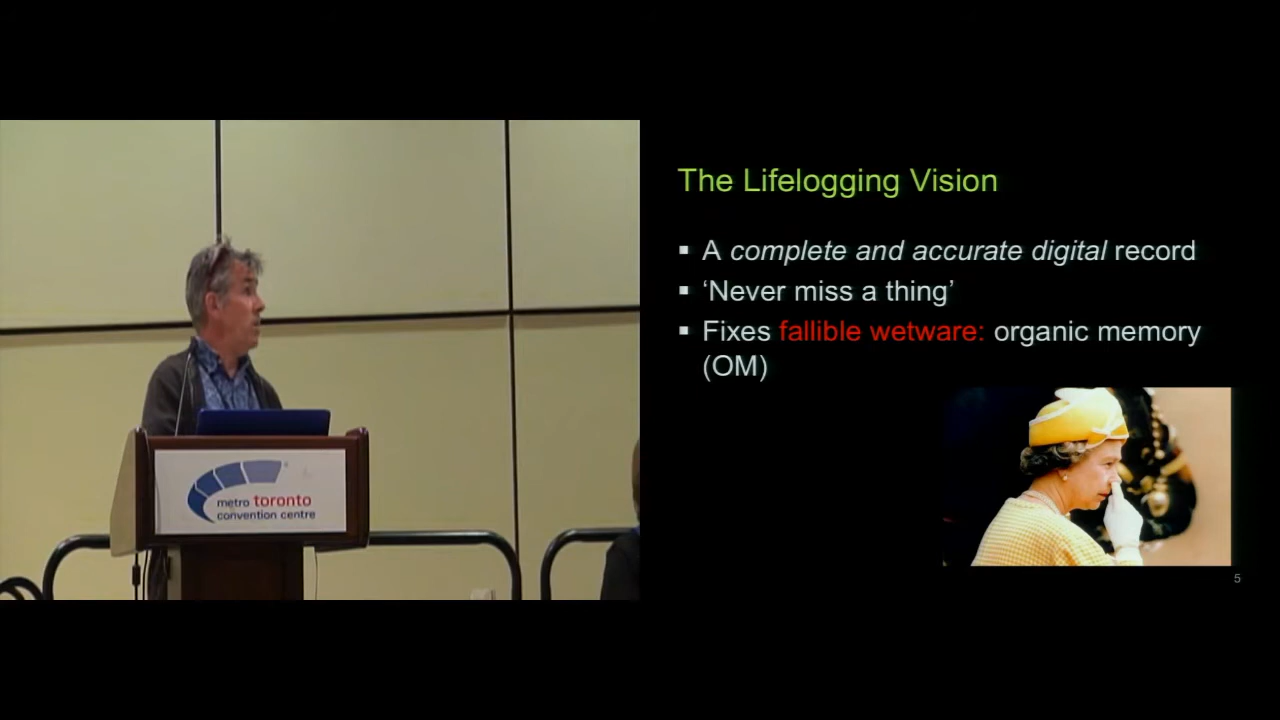 The Lifelogging Vision
▪ A complete and accurate digital record
▪ ‘Never miss a thing’
▪ Fixes fallible wetware: organic memory
(OM)
metro toronto
convention centre
5